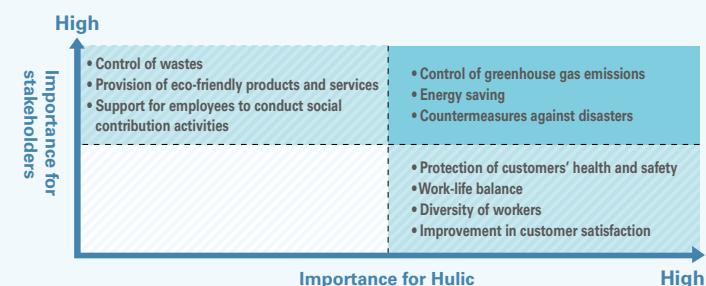 High
Importance for
stakeholders
• Control of wastes
• Provision of eco-friendly products and services
• Support for employees to conduct social
contribution activities
• Control of greenhouse gas emissions
• Energy saving
• Countermeasures against disasters
• Protection of customers’ health and safety
• Work-life balance
• Diversity of workers
• Improvement in customer satisfaction
Importance for Hulic
High